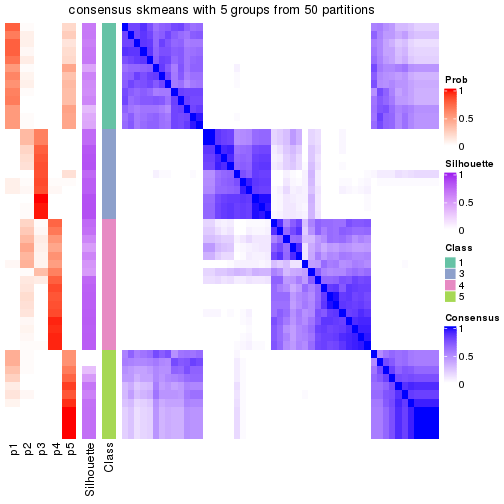 consensus skmeans with 5 groups from 50 partitions
Prob
1
0.5
0
Silhouette
1
0.5
0
Class
1
3
4
5
Consensus
1
0.5
0
p1
p2
p3
p4
p5
Silhouette
Class